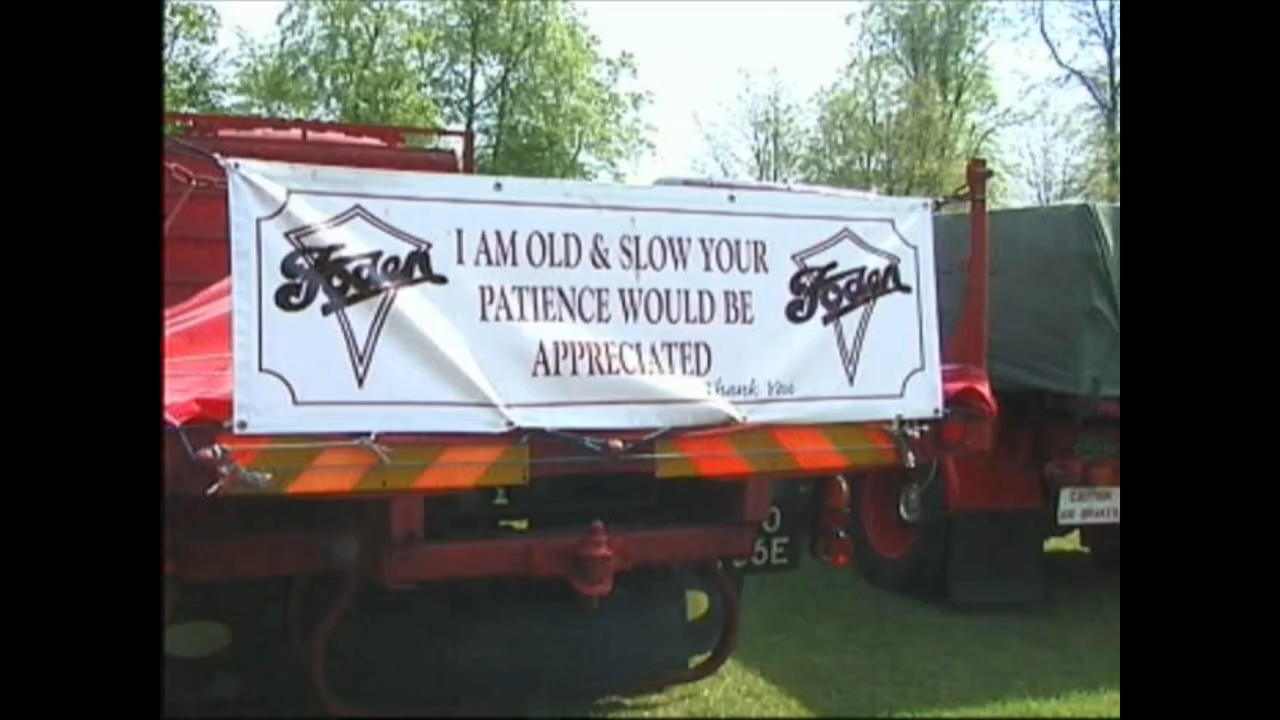 I AM OLD & SLOW YOUR
PATIENCE WOULD BE
APPRECIATED
Thank You
Foden
Foden
CAUTION
AIR BRAKES